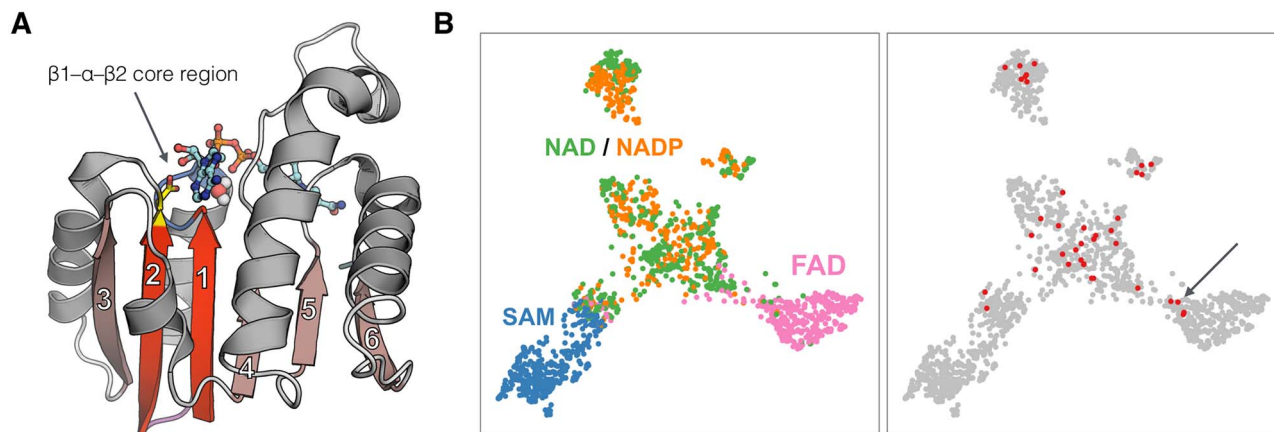 A
β1–α–β2 core region
3
2
1
4
5
6
B
NAD / NADP
FAD
SAM